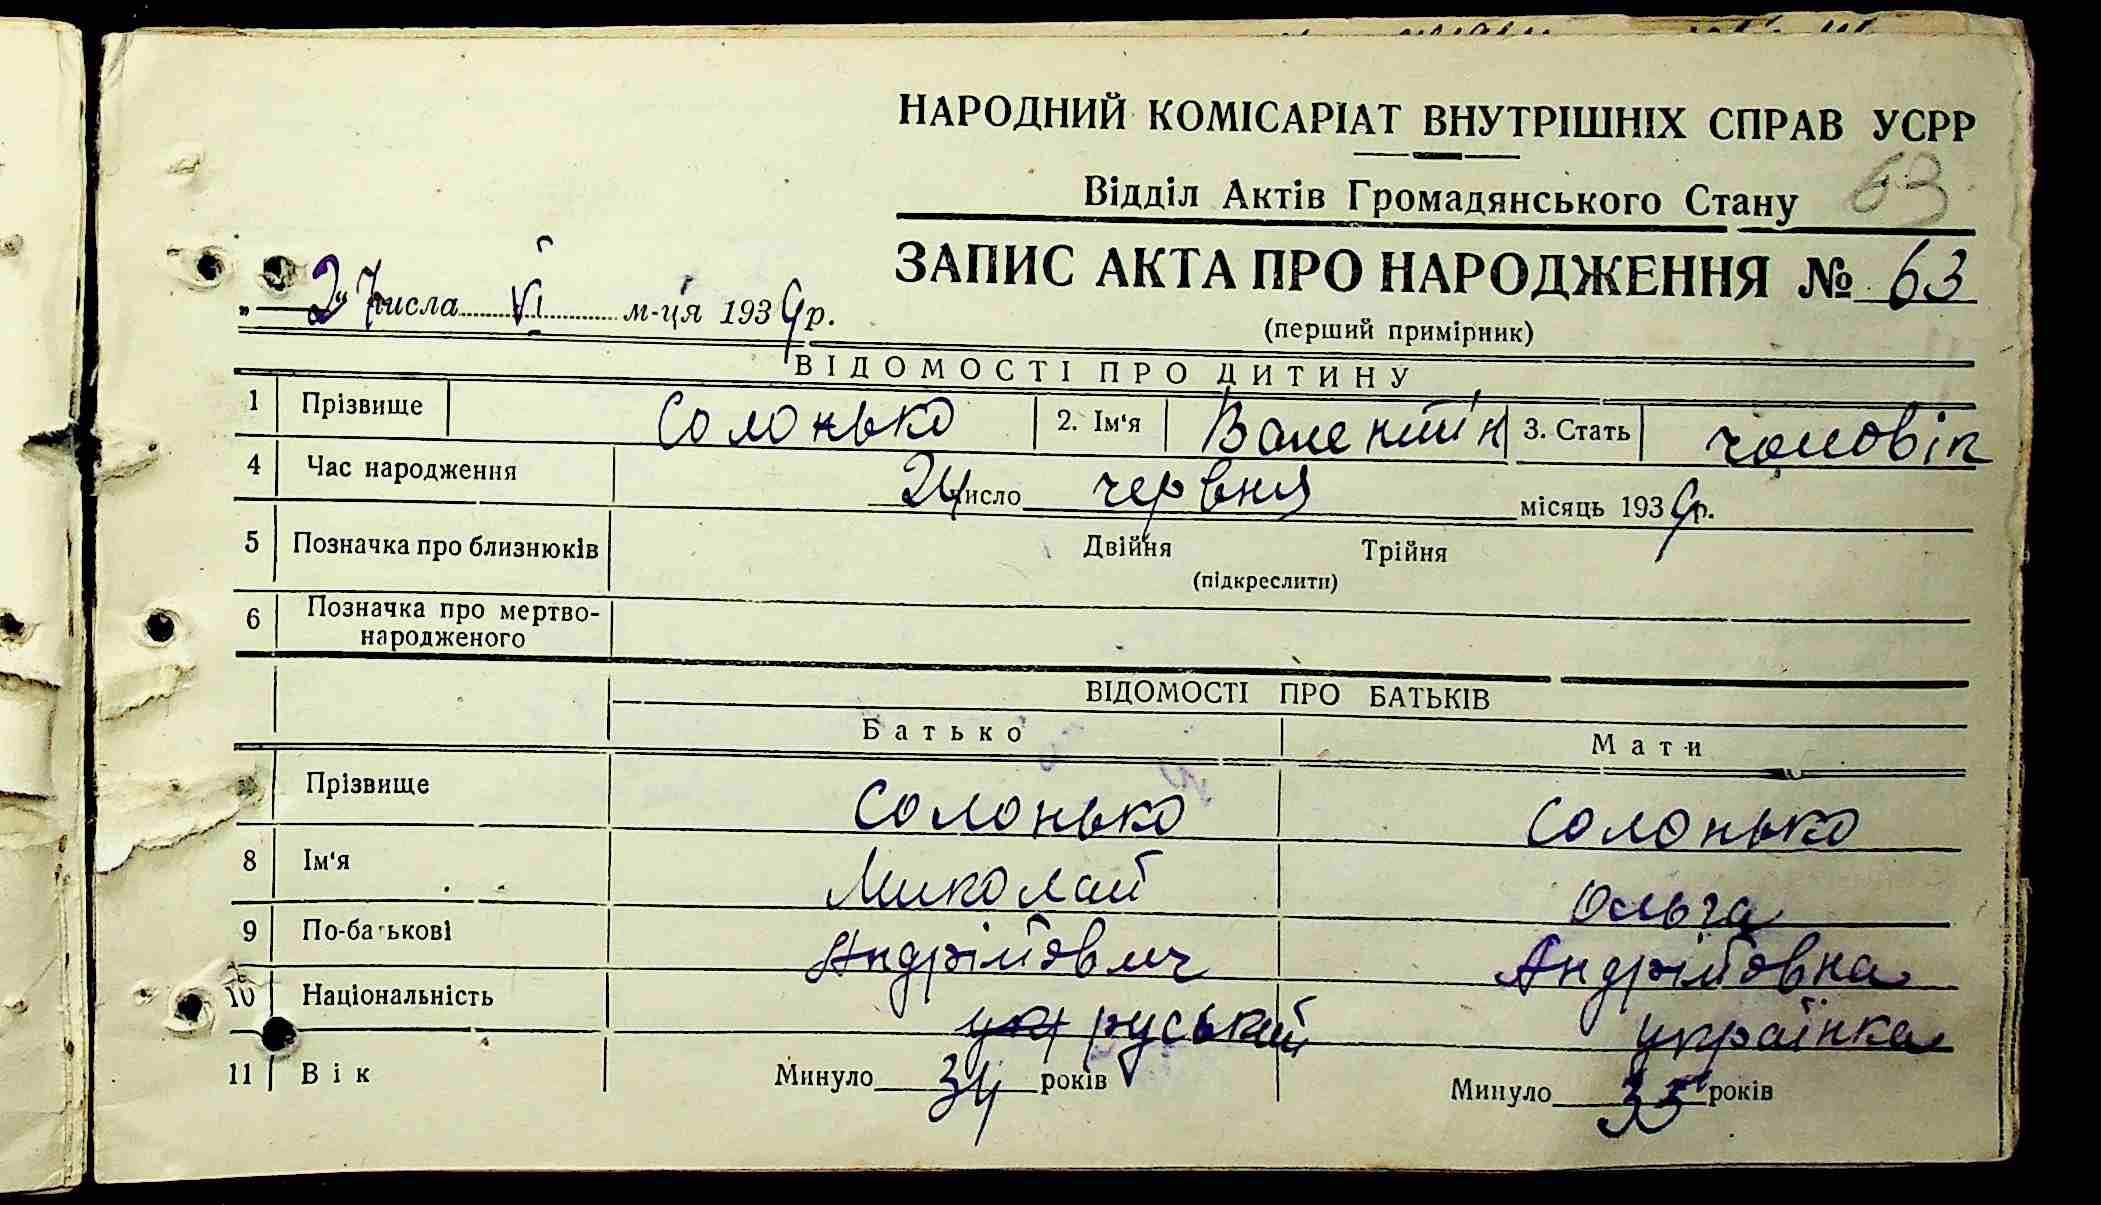 НАРОДНИЙ КОМІСАРІАТ ВНУТРІШНІХ СПРАВ УСРР
Відділ Актів Громадянського Стану 63
ЗАПИС АКТА ПРО НАРОДЖЕННЯ № 63
„27“ числа VI м-ця 1939 р.
(перший примірник)
ВІДОМОСТІ ПРО ДИТИНУ
1 Прізвище Солонько 2. Ім'я Валентін 3. Стать чоловік
4 Час народження 24 число червня місяць 1939 р.
5 Позначка про близнюків Двійня Трійня
(підкреслити)
6 Позначка про мертво-
народженого
ВІДОМОСТІ ПРО БАТЬКІВ
Батько Мати
Прізвище Солонько Солонько
8 Ім'я Миколай Ольга
9 По-батькові Андрійович Андрійовна
10 Національність укр руський українка
11 Вік Минуло 34 років Минуло 35 років